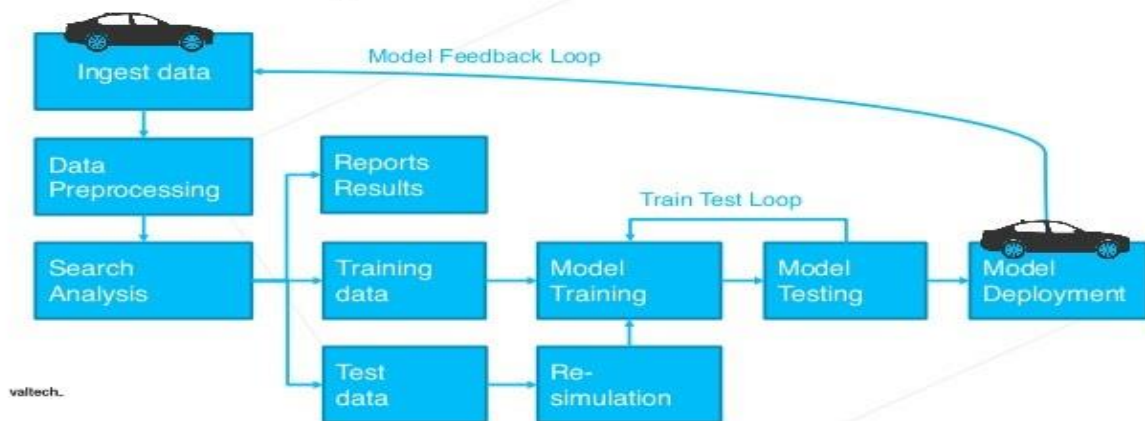 Ingest data
Model Feedback Loop
Data
Preprocessing
Reports
Results
Train Test Loop
Search
Analysis
Training
data
Model
Training
Model
Testing
Model
Deployment
Test
data
Re-
simulation
valtech_